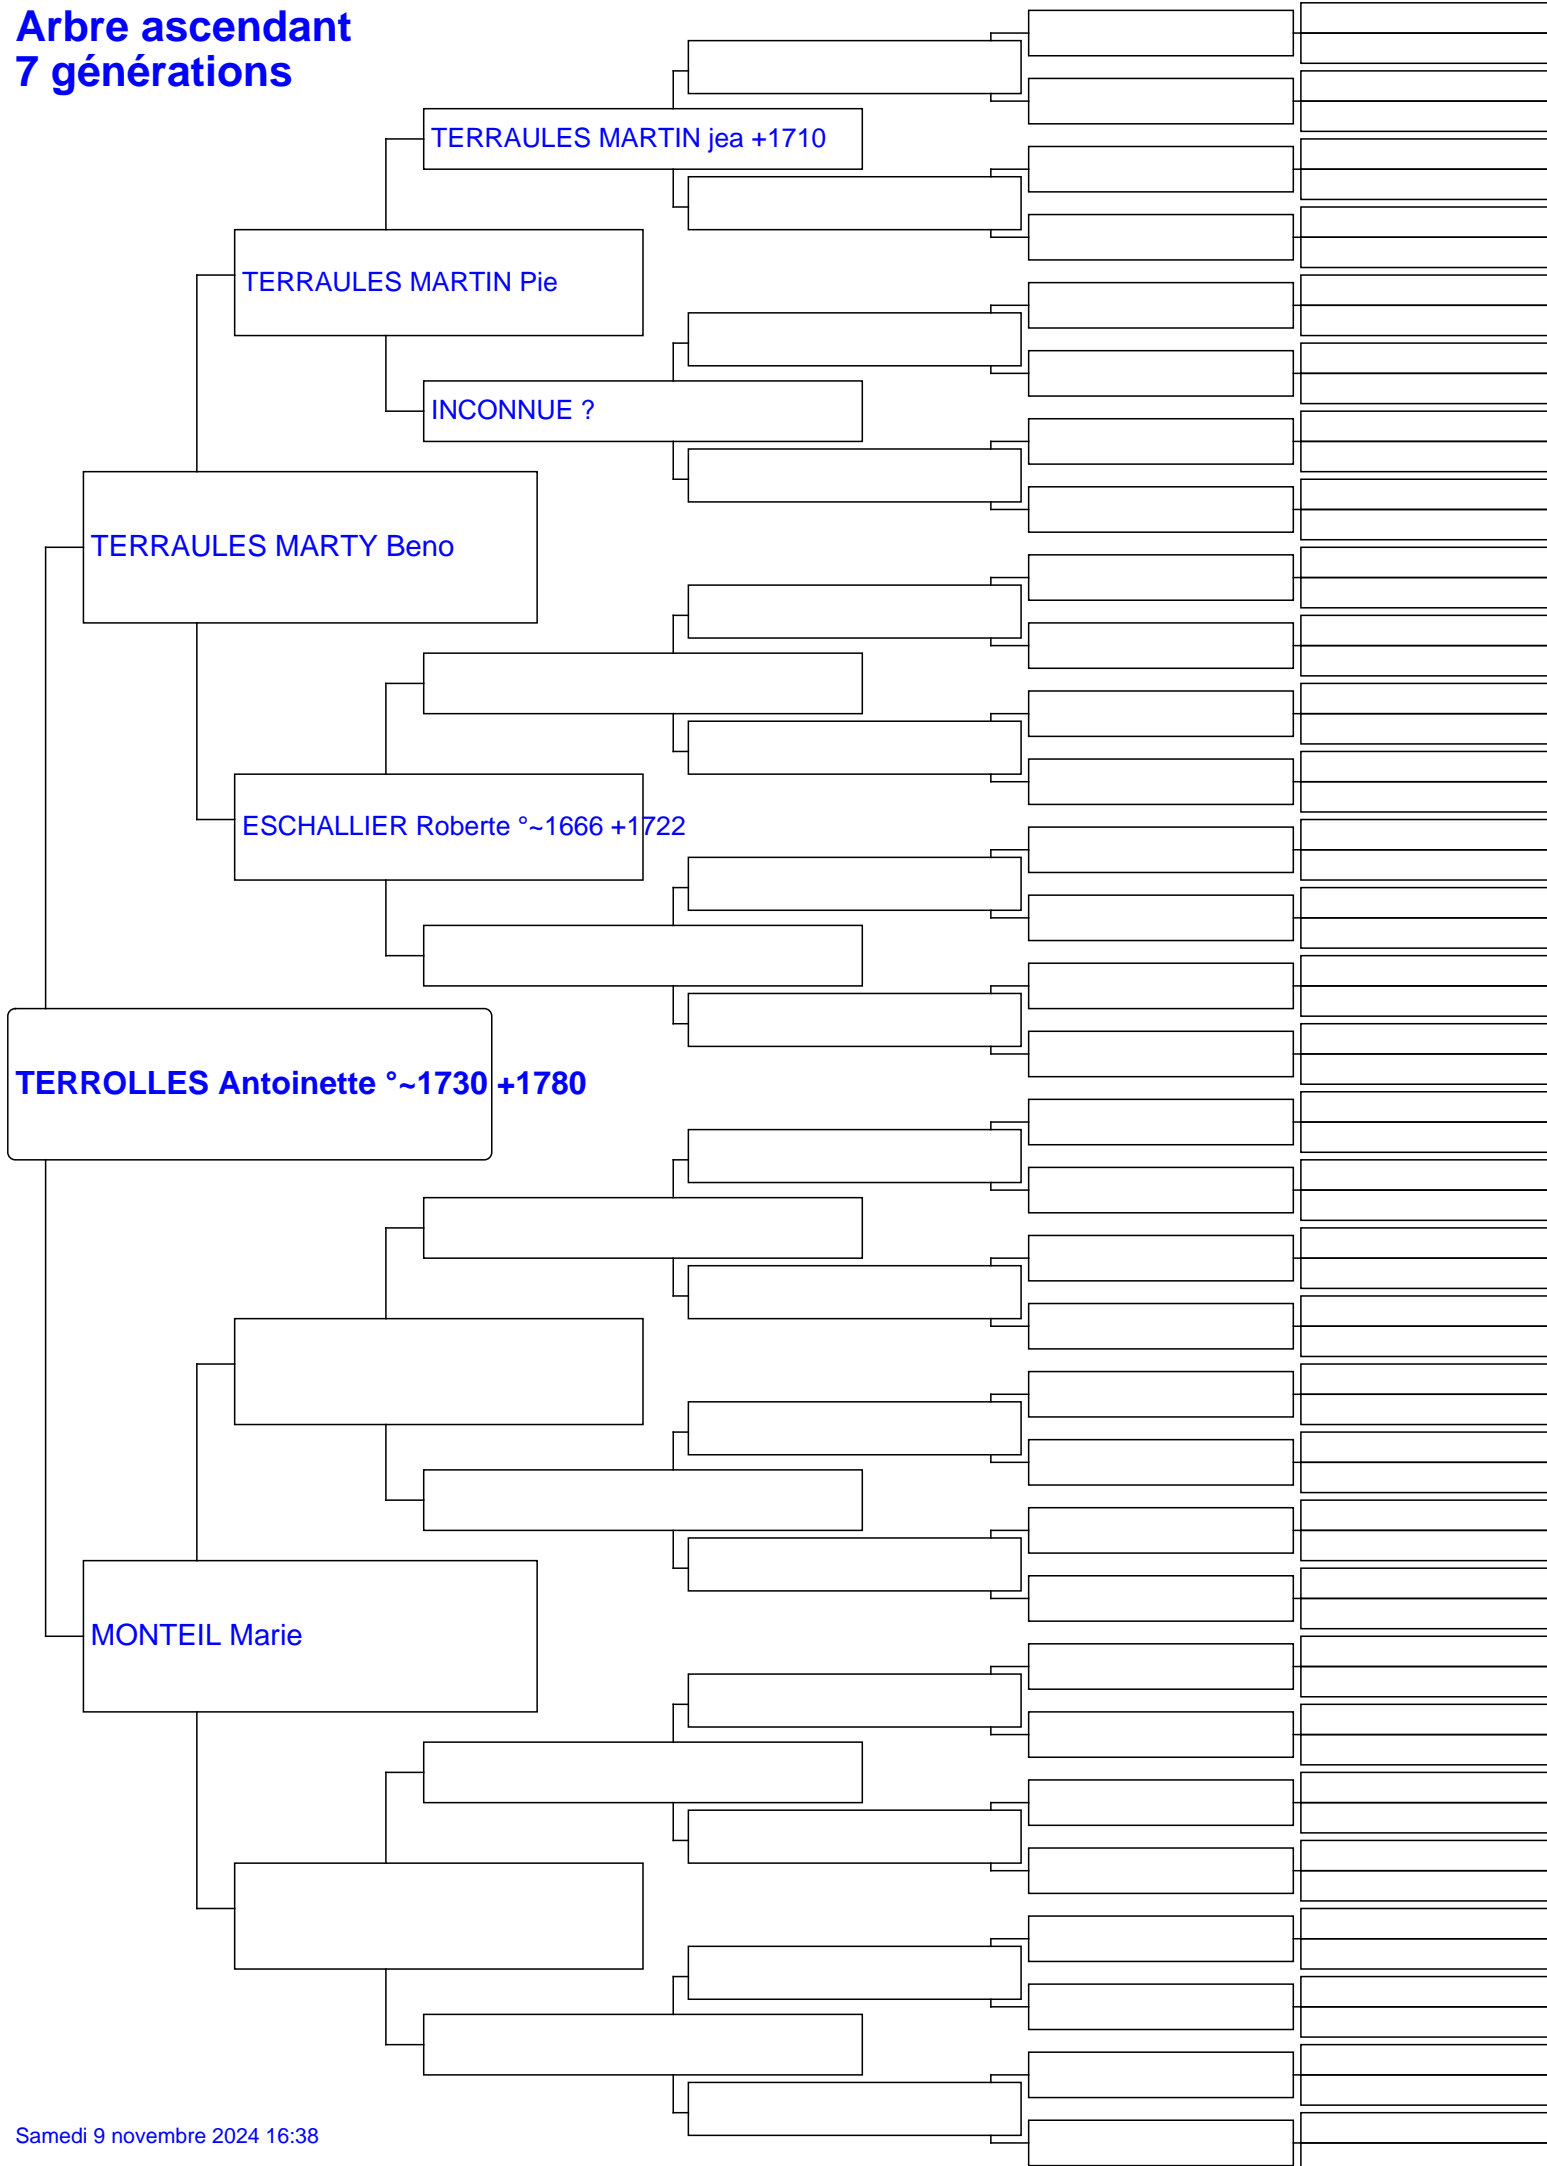 Arbre ascendant
7 générations
TERRAULES MARTIN jea +1710
TERRAULES MARTIN Pie
INCONNUE ?
TERRAULES MARTY Beno
ESCHALLIER Roberte °~1666 +1722
TERROLLES Antoinette °~1730 +1780
MONTEIL Marie
Samedi 9 novembre 2024 16:38